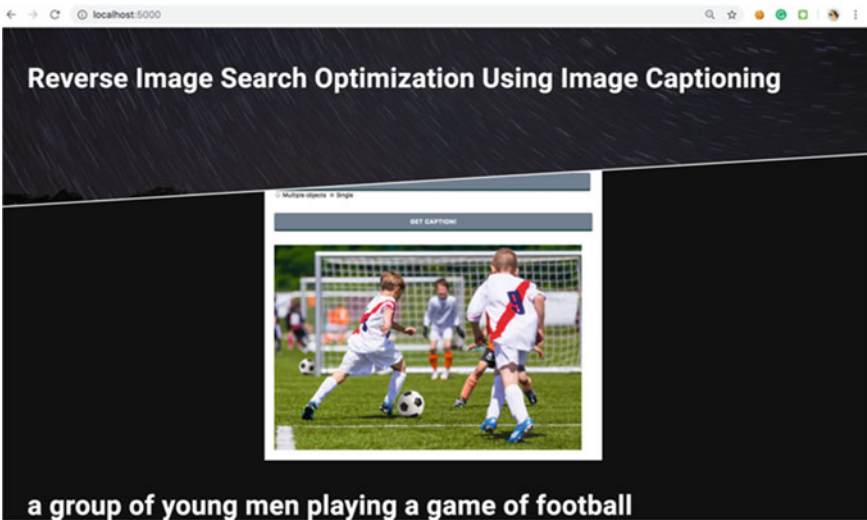 localhost:5000
Reverse Image Search Optimization Using Image Captioning
Multiple objects Single
GET CAPTION!
9
a group of young men playing a game of football